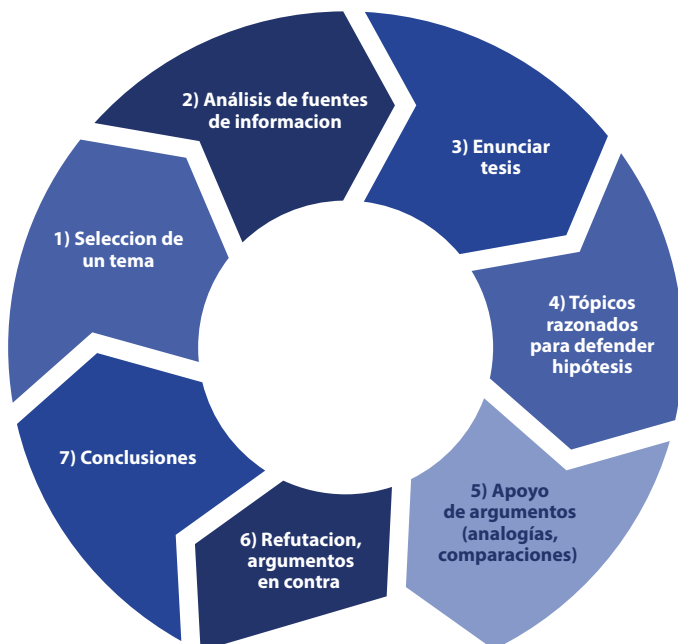 1) Seleccion de
un tema
2) Análisis de fuentes
de informacion
3) Enunciar
tesis
4) Tópicos
razonados
para defender
hipótesis
5) Apoyo
de argumentos
(analogías,
comparaciones)
6) Refutacion,
argumentos
en contra
7) Conclusiones